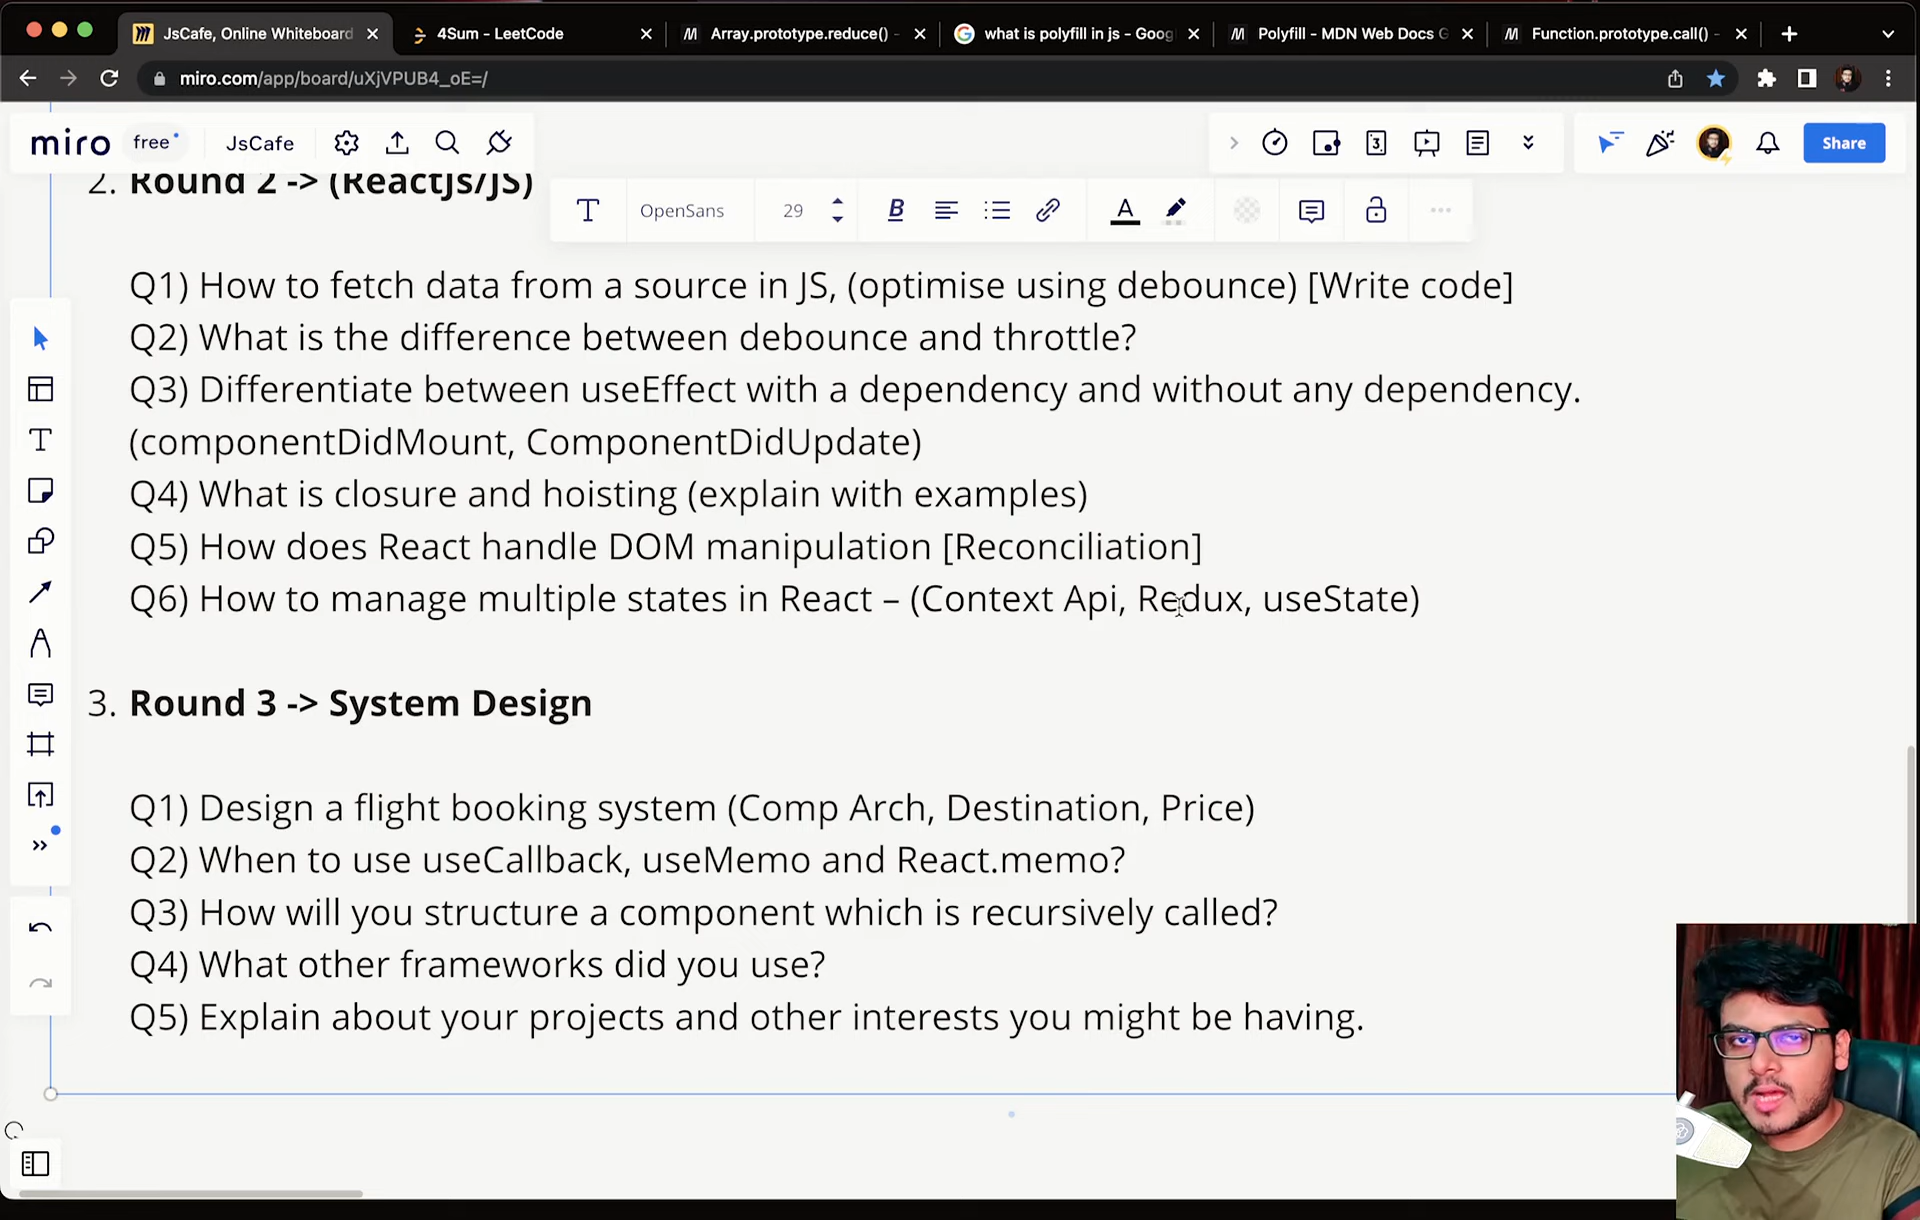 JsCafe, Online Whiteboard
4Sum - LeetCode
Array.prototype.reduce() -
what is polyfill in js - Goog
Polyfill - MDN Web Docs G
Function.prototype.call() -
miro.com/app/board/uXjVPUB4_oE=/
miro free JsCafe
3
Share
2. Round 2 -> (ReactJs/JS)
T OpenSans 29 B A
Q1) How to fetch data from a source in JS, (optimise using debounce) [Write code]
Q2) What is the difference between debounce and throttle?
Q3) Differentiate between useEffect with a dependency and without any dependency.
(componentDidMount, ComponentDidUpdate)
Q4) What is closure and hoisting (explain with examples)
Q5) How does React handle DOM manipulation [Reconciliation]
Q6) How to manage multiple states in React – (Context Api, Redux, useState)
3. Round 3 -> System Design
Q1) Design a flight booking system (Comp Arch, Destination, Price)
Q2) When to use useCallback, useMemo and React.memo?
Q3) How will you structure a component which is recursively called?
Q4) What other frameworks did you use?
Q5) Explain about your projects and other interests you might be having.